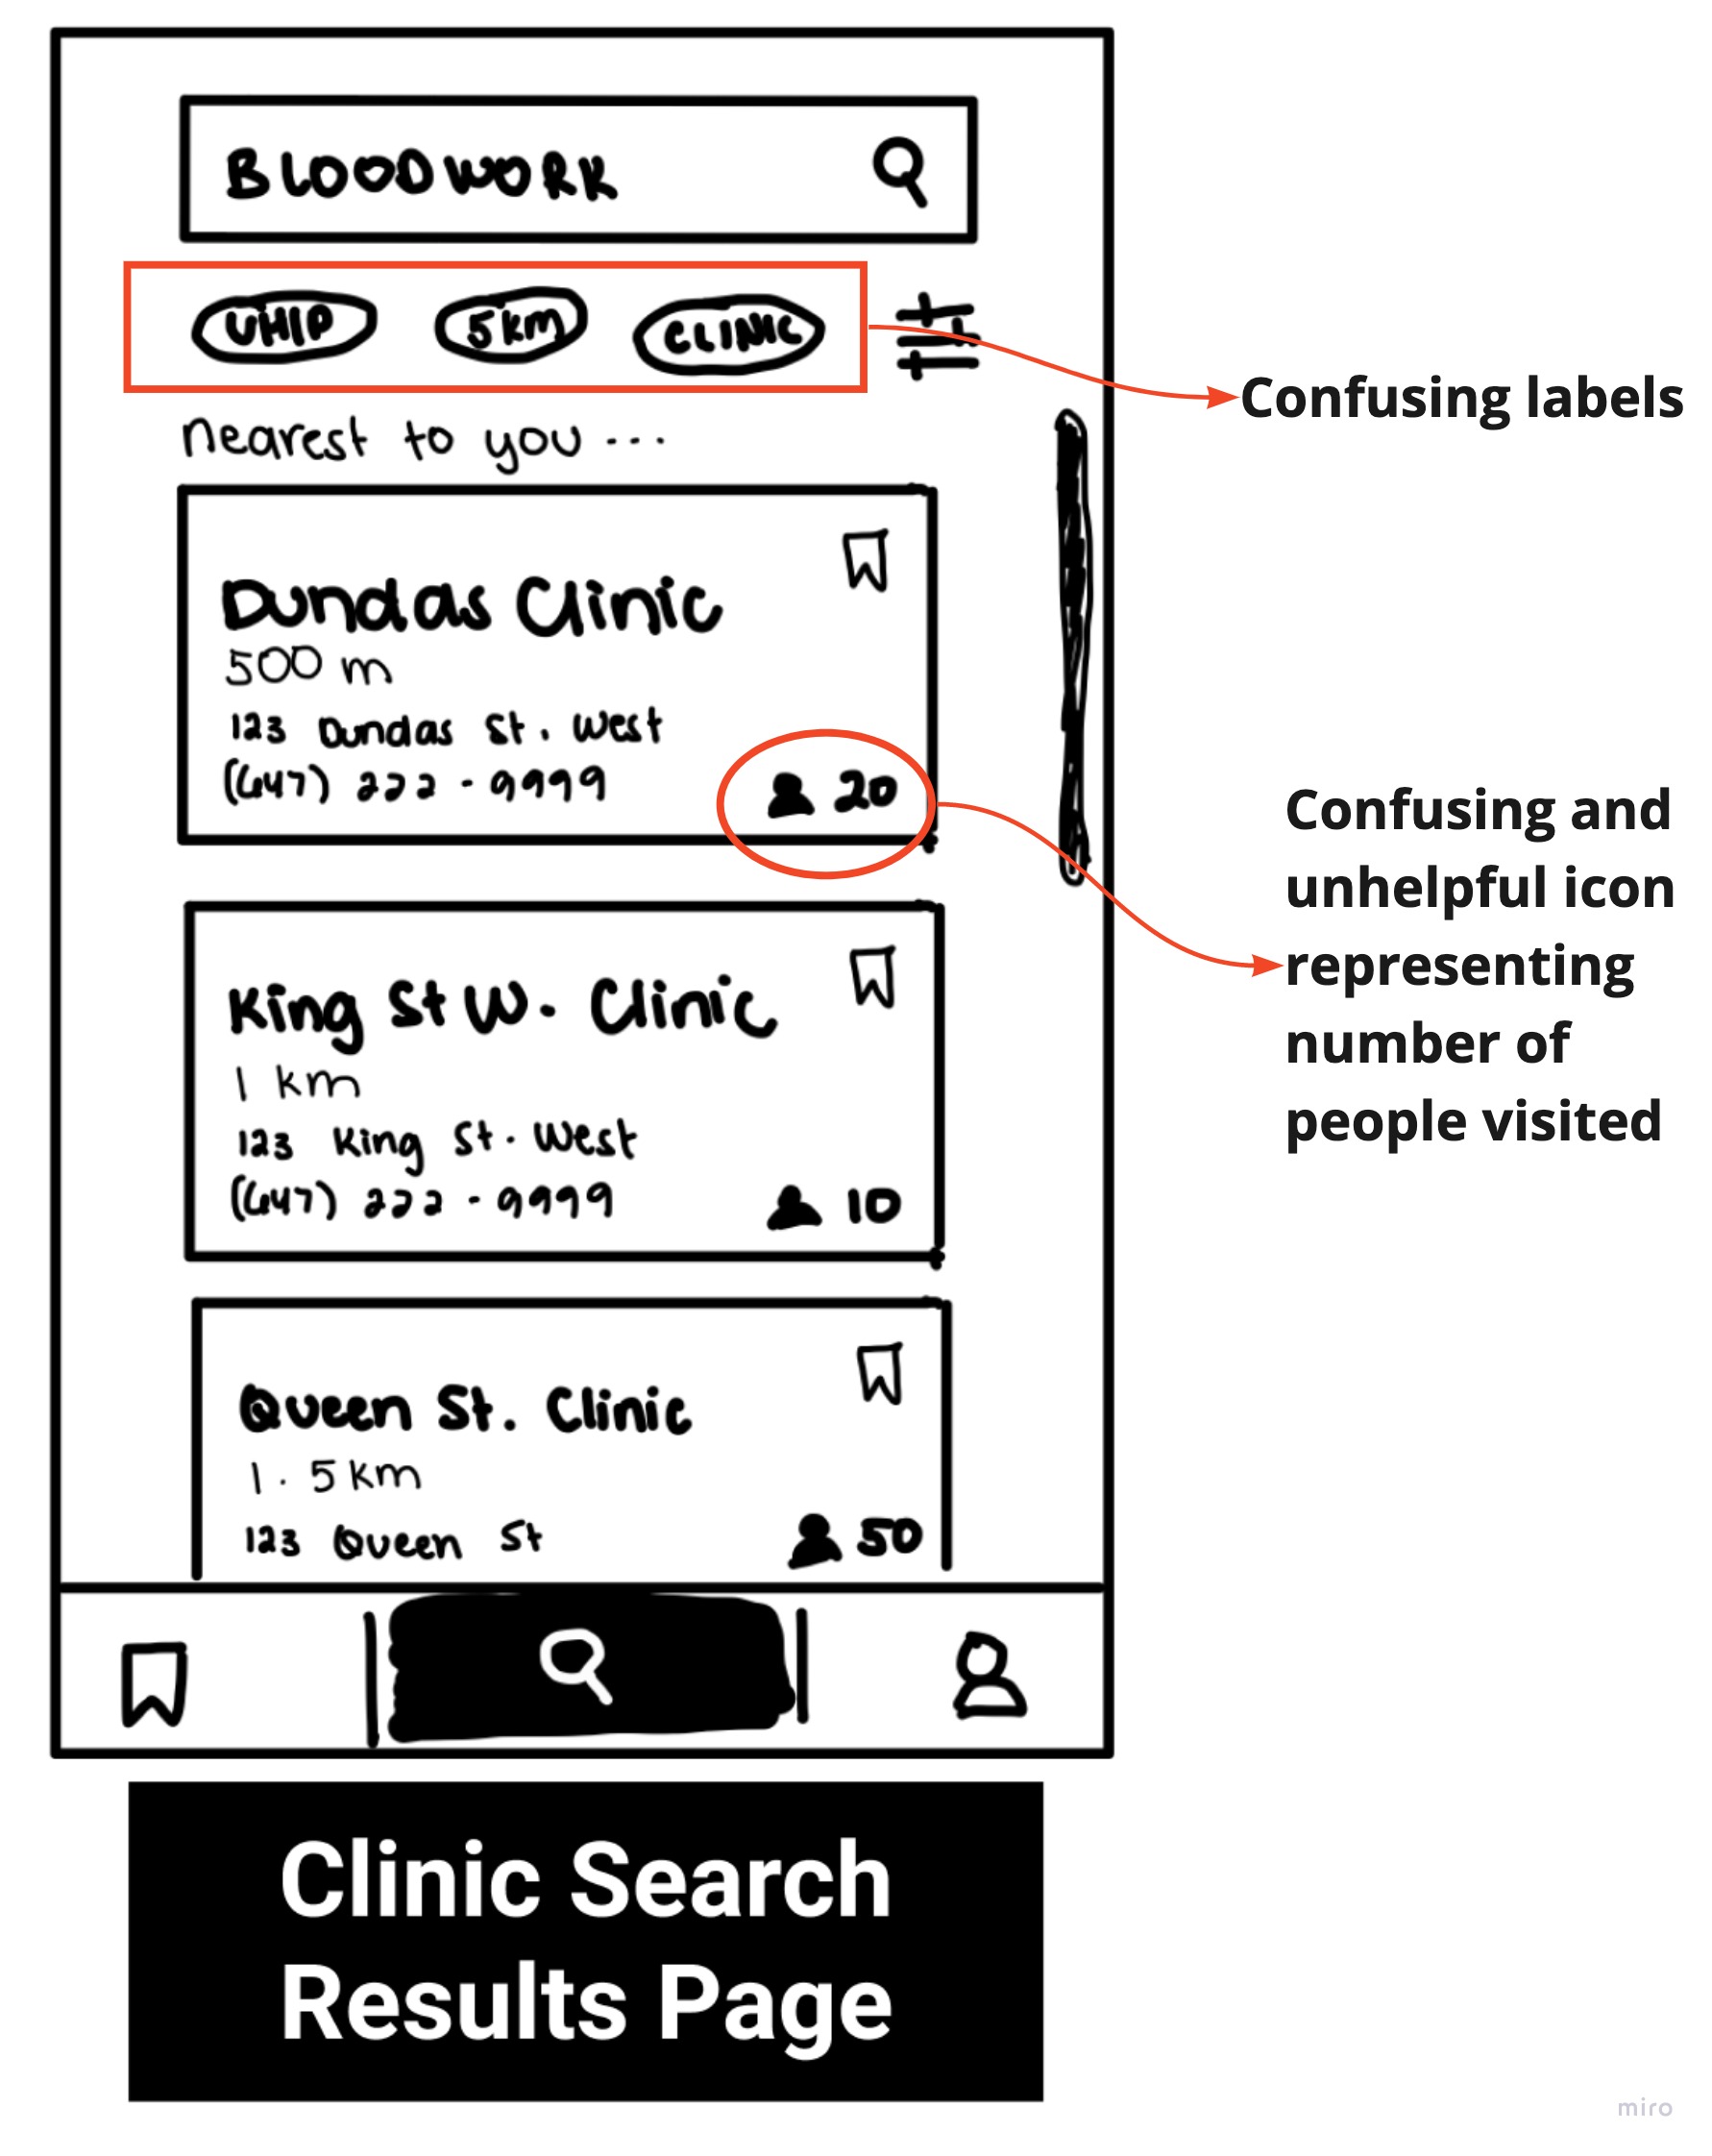 BLOODWORK
UHIP 5km CLINIC
Confusing labels
nearest to you ...
Dundas Clinic
500 m
123 Dundas St. West
(647) 222 - 9999
20
Confusing and
unhelpful icon
representing
number of
people visited
King St W. Clinic
1 km
123 King St. West
(647) 222 - 9999
10
Queen St. Clinic
1.5 km
123 Queen St
50
Clinic Search
Results Page
miro